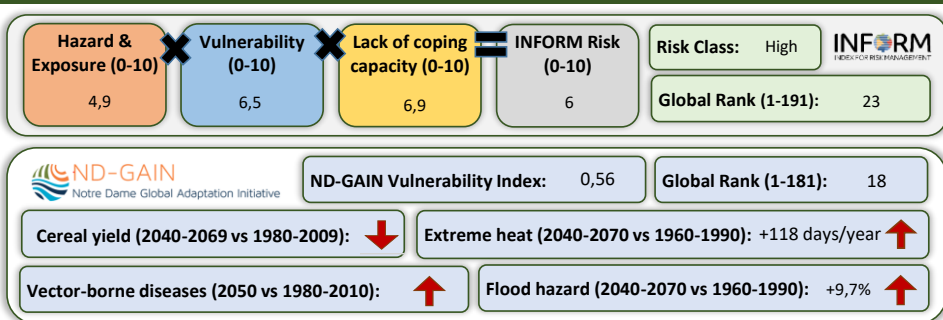 Hazard &
Exposure (0-10)
4,9
Vulnerability
(0-10)
6,5
Lack of coping
capacity (0-10)
6,9
INFORM Risk
(0-10)
6
Risk Class: High
INFORM
INDEX FOR RISK MANAGEMENT
Global Rank (1-191): 23
ND-GAIN
Notre Dame Global Adaptation Initiative
ND-GAIN Vulnerability Index: 0,56
Global Rank (1-181): 18
Cereal yield (2040-2069 vs 1980-2009):
Extreme heat (2040-2070 vs 1960-1990): +118 days/year
Vector-borne diseases (2050 vs 1980-2010):
Flood hazard (2040-2070 vs 1960-1990): +9,7%